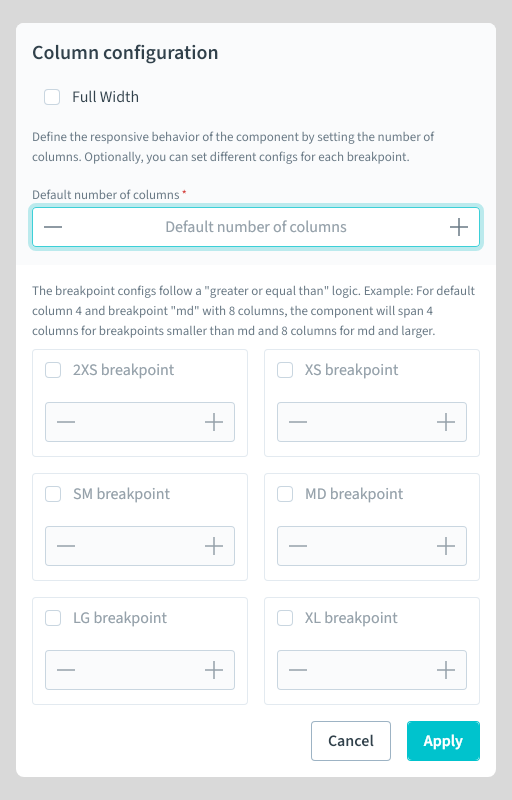 Column configuration
Full Width
Define the responsive behavior of the component by setting the number of
columns. Optionally, you can set different configs for each breakpoint.
Default number of columns *
Default number of columns
The breakpoint configs follow a "greater or equal than" logic. Example: For default
column 4 and breakpoint "md" with 8 columns, the component will span 4
columns for breakpoints smaller than md and 8 columns for md and larger.
2XS breakpoint
XS breakpoint
SM breakpoint
MD breakpoint
LG breakpoint
XL breakpoint
Cancel
Apply